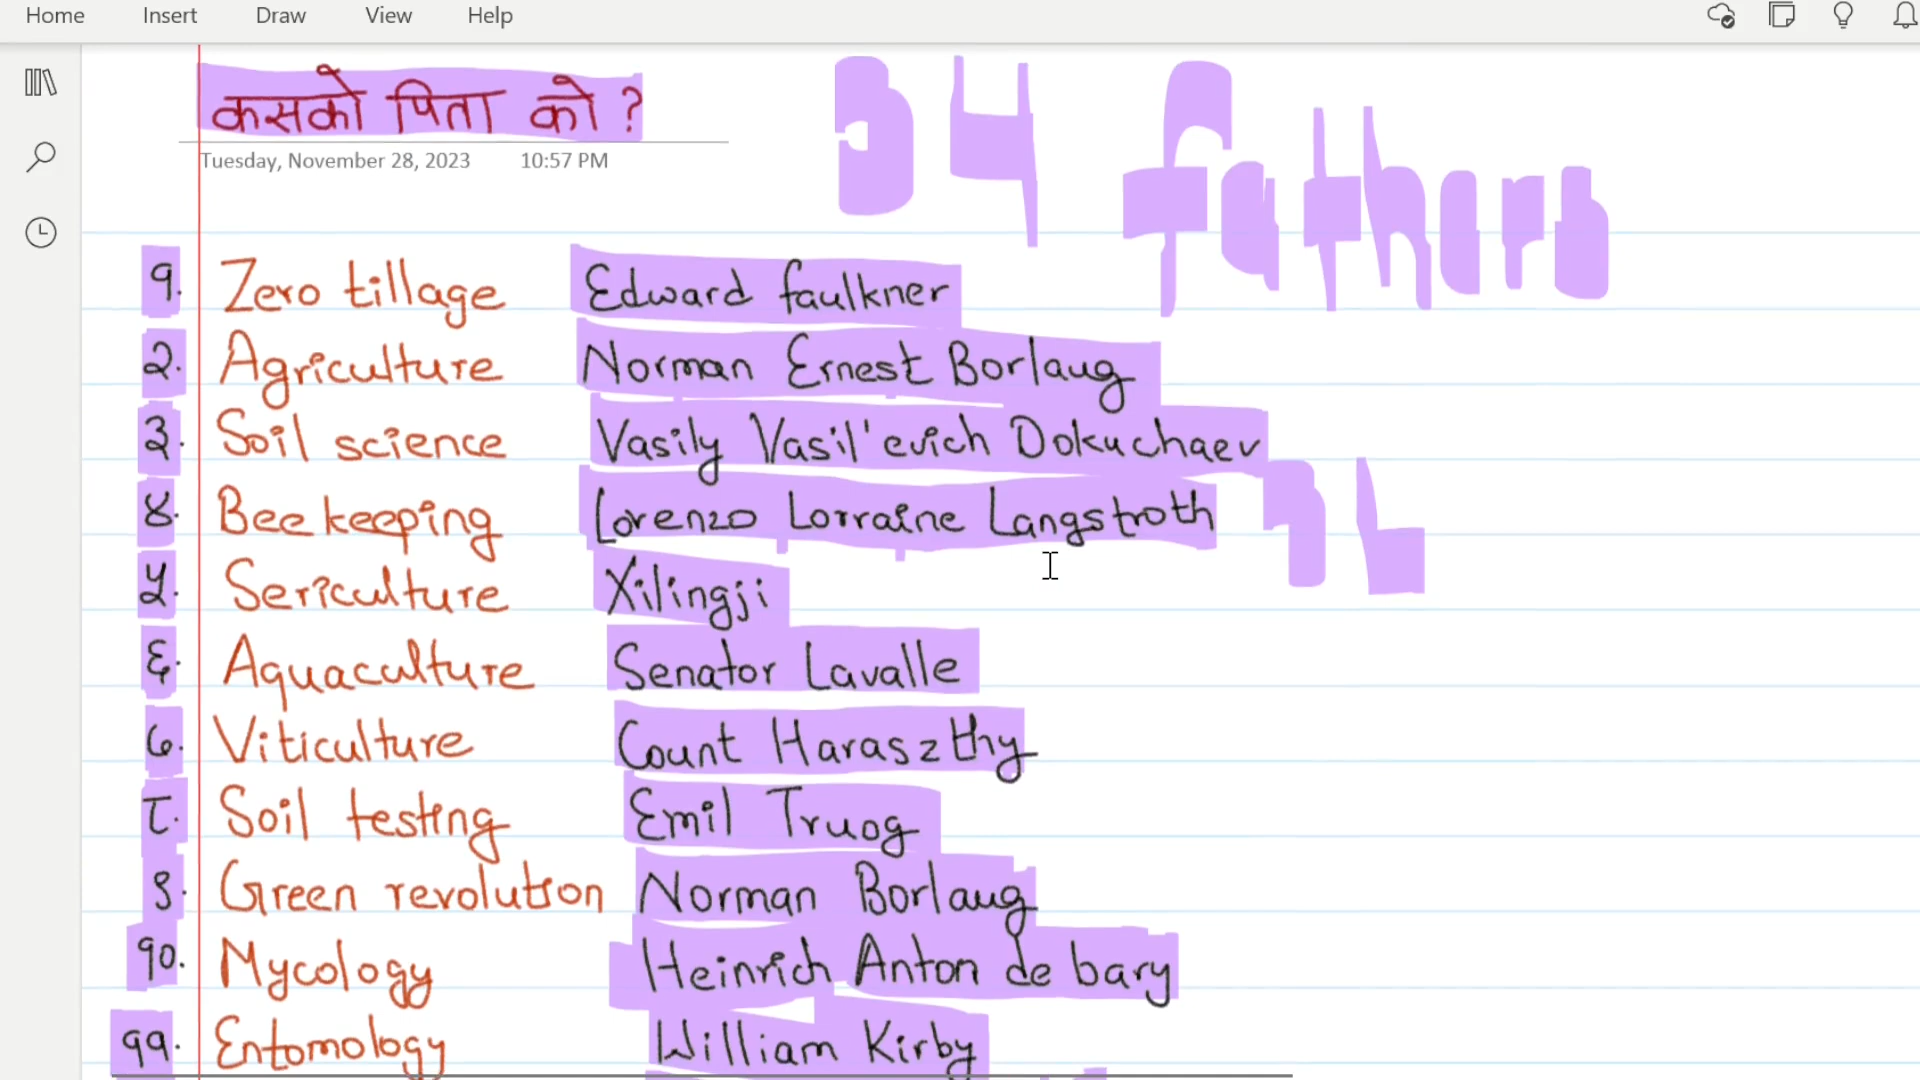 Home Insert Draw View Help
कसको पिता को ?
Tuesday, November 28, 2023 10:57 PM
34 fathers
१. Zero tillage Edward faulkner
२. Agriculture Norman Ernest Borlaug
३. Soil science Vasily Vasil'evich Dokuchaev
४. Bee keeping Lorenzo Lorraine Langstroth
५. Sericulture Xilingji
६. Aquaculture Senator Lavalle
७. Viticulture Count Haraszthy
८. Soil testing Emil Truog
९. Green revolution Norman Borlaug
१०. Mycology Heinrich Anton de bary
११. Entomology William Kirby